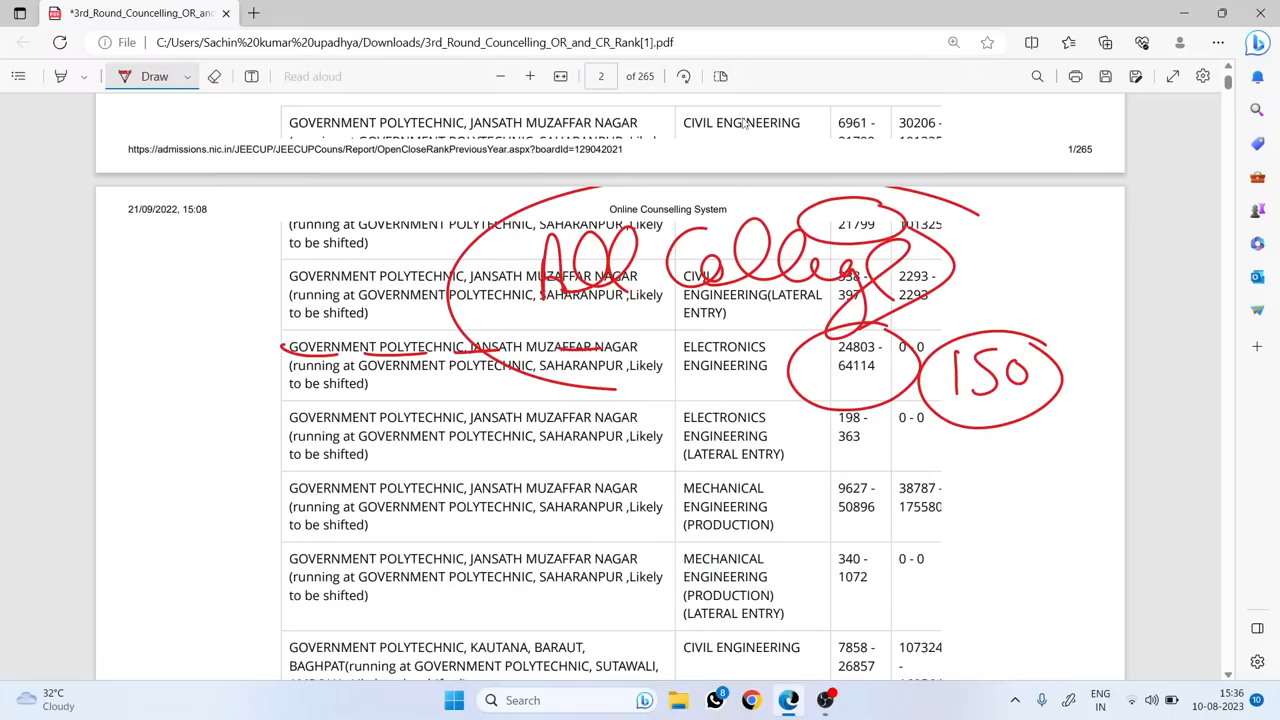 *3rd_Round_Councelling_OR_and
File
C:/Users/Sachin%20kumar%20upadhya/Downloads/3rd_Round_Councelling_OR_and_CR_Rank[1].pdf
Draw
Read aloud
2
of 265
GOVERNMENT POLYTECHNIC, JANSATH MUZAFFAR NAGAR
CIVIL ENGINEERING
6961 -
30206 -
https://admissions.nic.in/JEECUP/JEECUPCouns/Report/OpenCloseRankPreviousYear.aspx?boardId=129042021
1/265
21/09/2022, 15:08
Online Counselling System
(running at GOVERNMENT POLYTECHNIC, SAHARANPUR ,Likely
to be shifted)
21799
101325
All College
GOVERNMENT POLYTECHNIC, JANSATH MUZAFFAR NAGAR
(running at GOVERNMENT POLYTECHNIC, SAHARANPUR ,Likely
to be shifted)
CIVIL
ENGINEERING(LATERAL
ENTRY)
338 -
397
2293 -
2293
GOVERNMENT POLYTECHNIC, JANSATH MUZAFFAR NAGAR
(running at GOVERNMENT POLYTECHNIC, SAHARANPUR ,Likely
to be shifted)
ELECTRONICS
ENGINEERING
24803 -
64114
0 - 0
150
GOVERNMENT POLYTECHNIC, JANSATH MUZAFFAR NAGAR
(running at GOVERNMENT POLYTECHNIC, SAHARANPUR ,Likely
to be shifted)
ELECTRONICS
ENGINEERING
(LATERAL ENTRY)
198 -
363
0 - 0
GOVERNMENT POLYTECHNIC, JANSATH MUZAFFAR NAGAR
(running at GOVERNMENT POLYTECHNIC, SAHARANPUR ,Likely
to be shifted)
MECHANICAL
ENGINEERING
(PRODUCTION)
9627 -
50896
38787 -
175580
GOVERNMENT POLYTECHNIC, JANSATH MUZAFFAR NAGAR
(running at GOVERNMENT POLYTECHNIC, SAHARANPUR ,Likely
to be shifted)
MECHANICAL
ENGINEERING
(PRODUCTION)
(LATERAL ENTRY)
340 -
1072
0 - 0
GOVERNMENT POLYTECHNIC, KAUTANA, BARAUT,
BAGHPAT(running at GOVERNMENT POLYTECHNIC, SUTAWALI,
CIVIL ENGINEERING
7858 -
26857
107324
-
32°C
Cloudy
Search
8
ENG
IN
15:36
10-08-2023
10